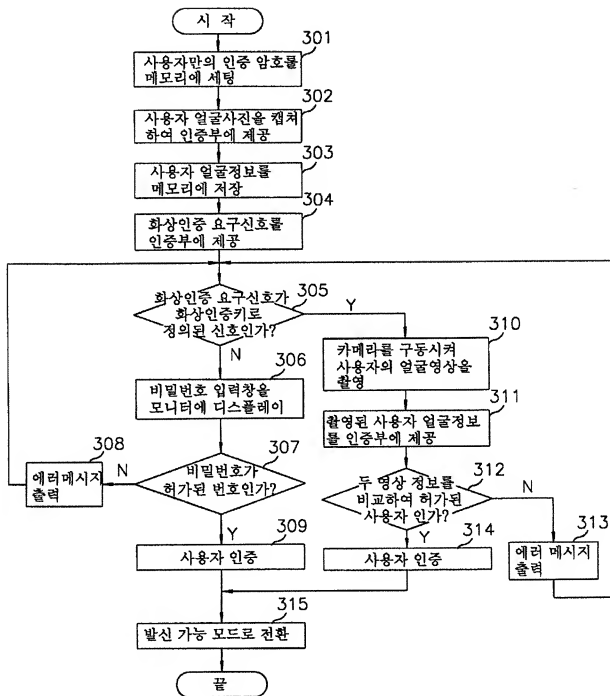 시 작
301
사용자만의 인증 암호를
메모리에 세팅
302
사용자 얼굴사진을 캡쳐
하여 인증부에 제공
303
사용자 얼굴정보를
메모리에 저장
304
화상인증 요구신호를
인증부에 제공
305
화상인증 요구신호가
화상인증키로
정의된 신호인가?
Y
N
306
비밀번호 입력창을
모니터에 디스플레이
307
비밀번호가
허가된 번호인가?
N
308
에러메시지
출력
Y
309
사용자 인증
310
카메라를 구동시켜
사용자의 얼굴영상을
촬영
311
촬영된 사용자 얼굴정보
를 인증부에 제공
312
두 영상 정보를
비교하여 허가된
사용자 인가?
N
313
에러 메시지
출력
Y
314
사용자 인증
315
발신 가능 모드로 전환
끝